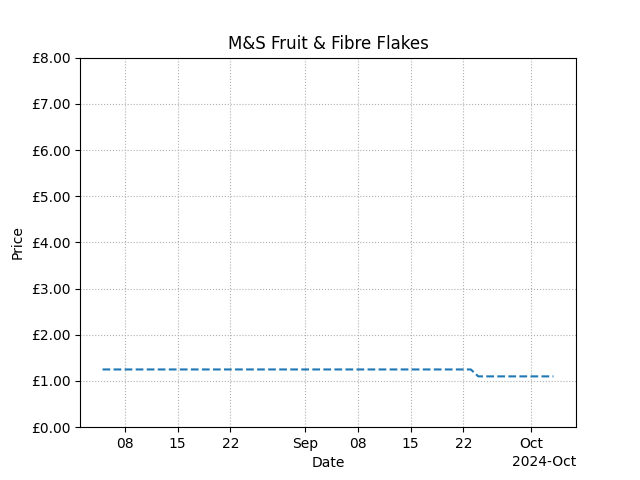 M&S Fruit & Fibre Flakes
£8.00
£7.00
£6.00
£5.00
£4.00
£3.00
£2.00
£1.00
£0.00
Price
08 15 22 Sep 08 15 22 Oct
2024-Oct
Date